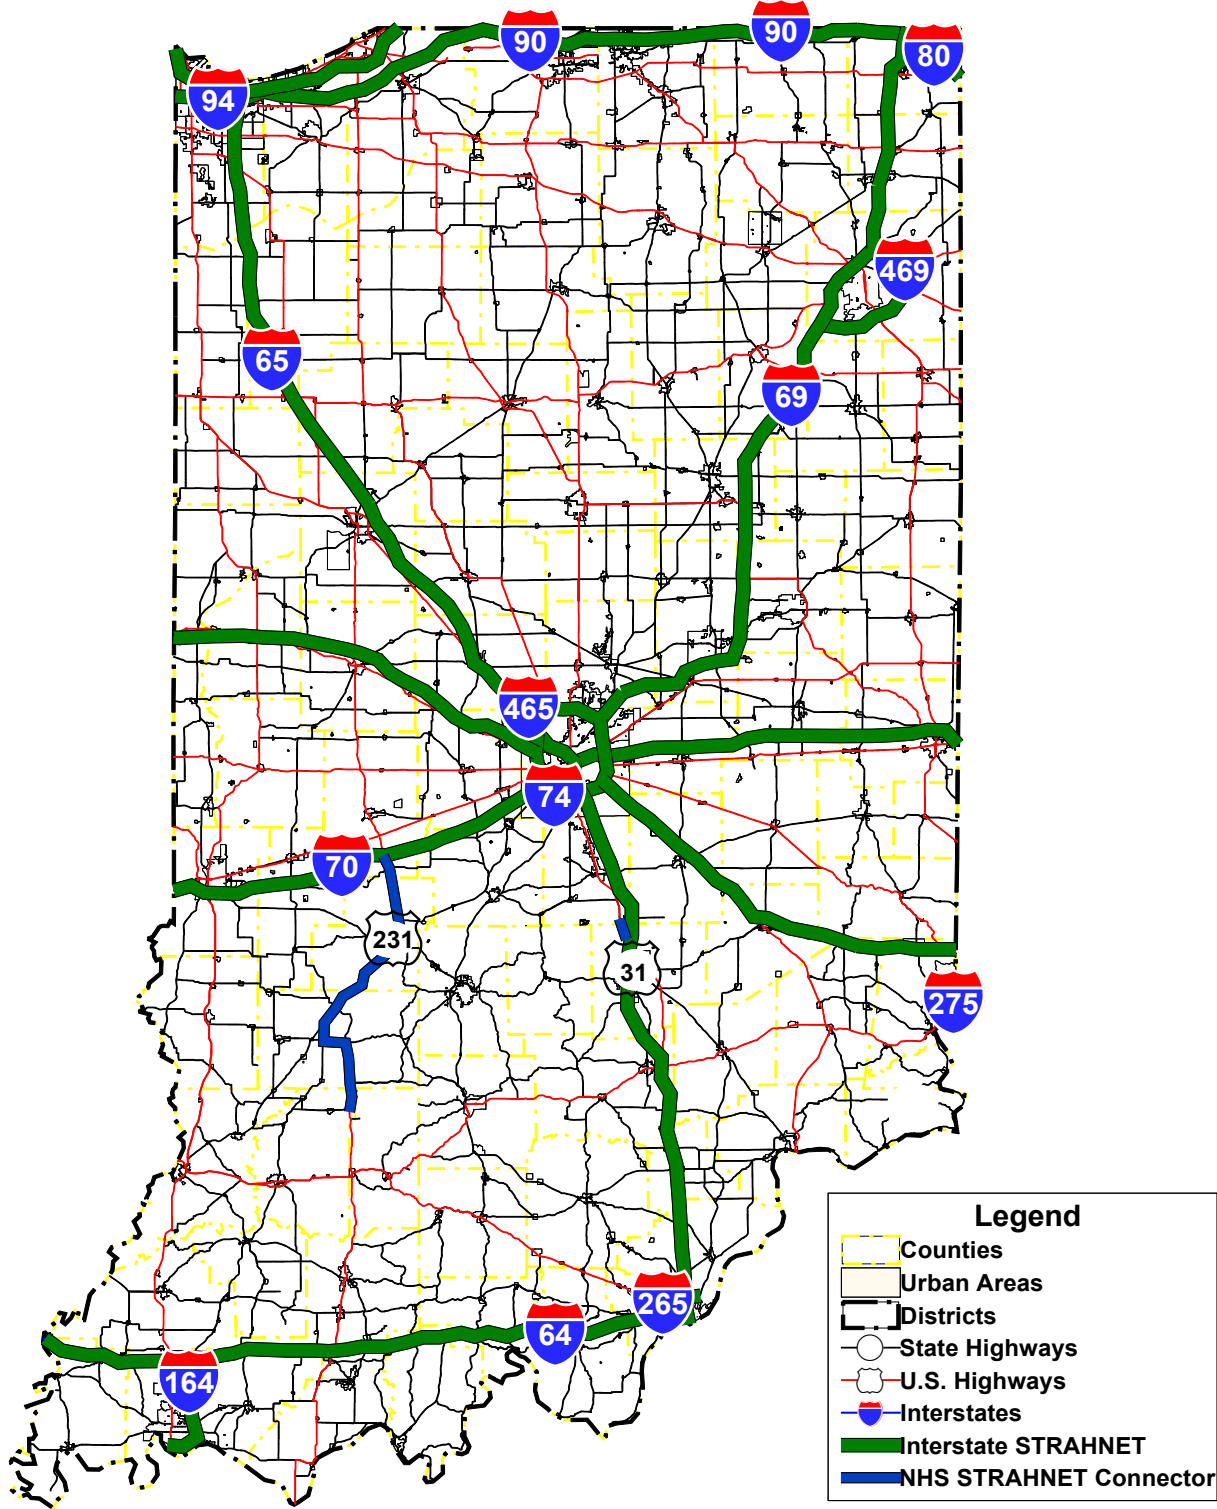 90
90
80
94
469
65
69
465
74
70
231
31
275
265
64
164
Legend
Counties
Urban Areas
Districts
State Highways
U.S. Highways
Interstates
Interstate STRAHNET
NHS STRAHNET Connector